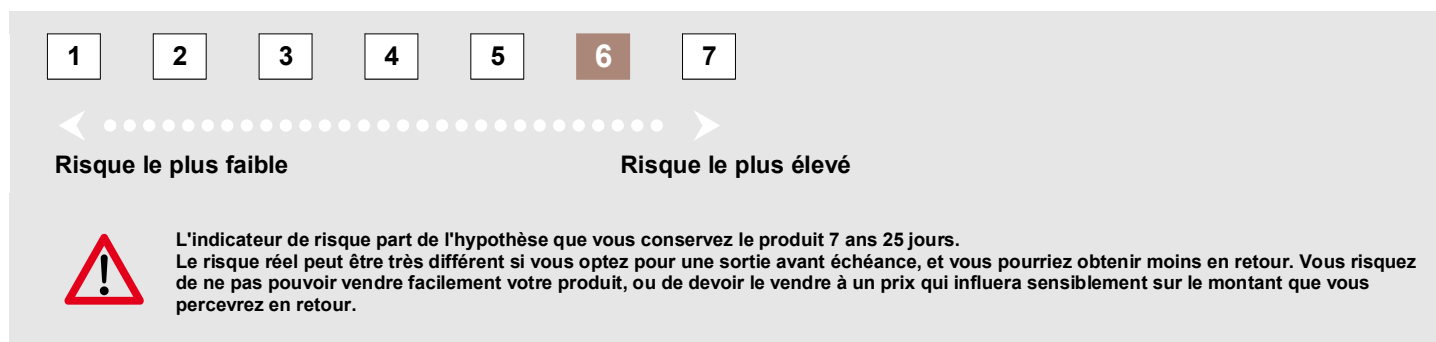 1 2 3 4 5 6 7
Risque le plus faible Risque le plus élevé
L'indicateur de risque part de l'hypothèse que vous conservez le produit 7 ans 25 jours.
Le risque réel peut être très différent si vous optez pour une sortie avant échéance, et vous pourriez obtenir moins en retour. Vous risquez
de ne pas pouvoir vendre facilement votre produit, ou de devoir le vendre à un prix qui influera sensiblement sur le montant que vous
percevrez en retour.